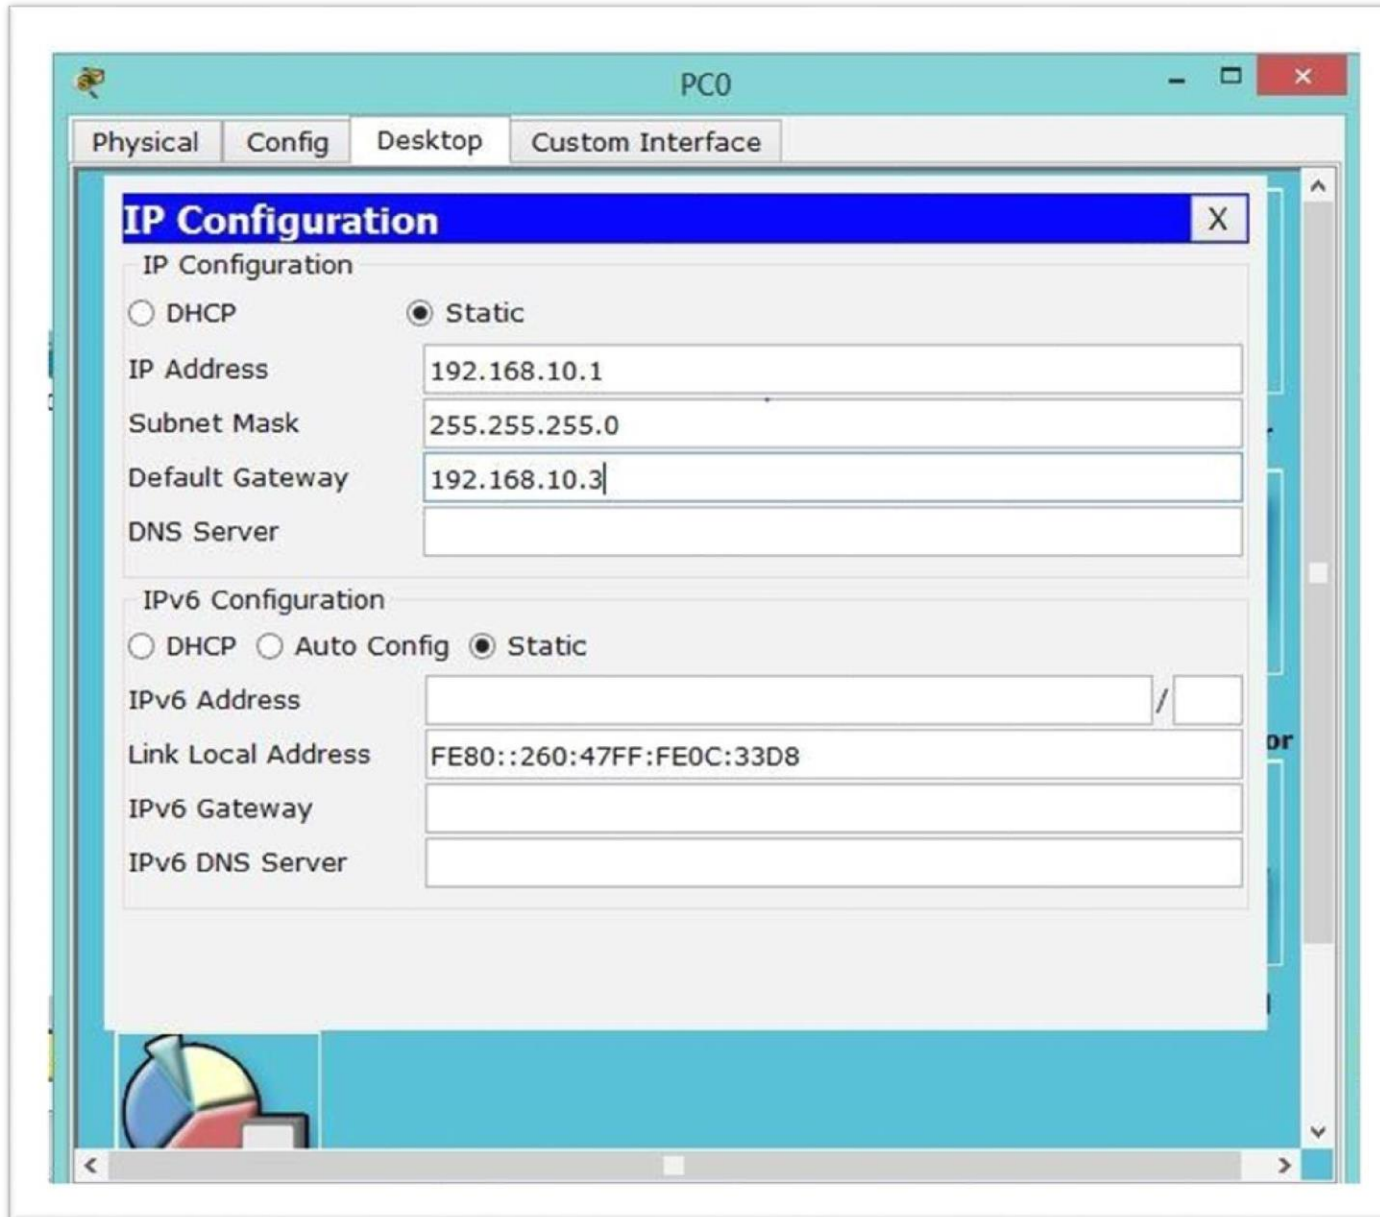 PC0
Physical Config Desktop Custom Interface
IP Configuration X
IP Configuration
DHCP Static
IP Address 192.168.10.1
Subnet Mask 255.255.255.0
Default Gateway 192.168.10.3
DNS Server
IPv6 Configuration
DHCP Auto Config Static
IPv6 Address /
Link Local Address FE80::260:47FF:FE0C:33D8
IPv6 Gateway
IPv6 DNS Server
or